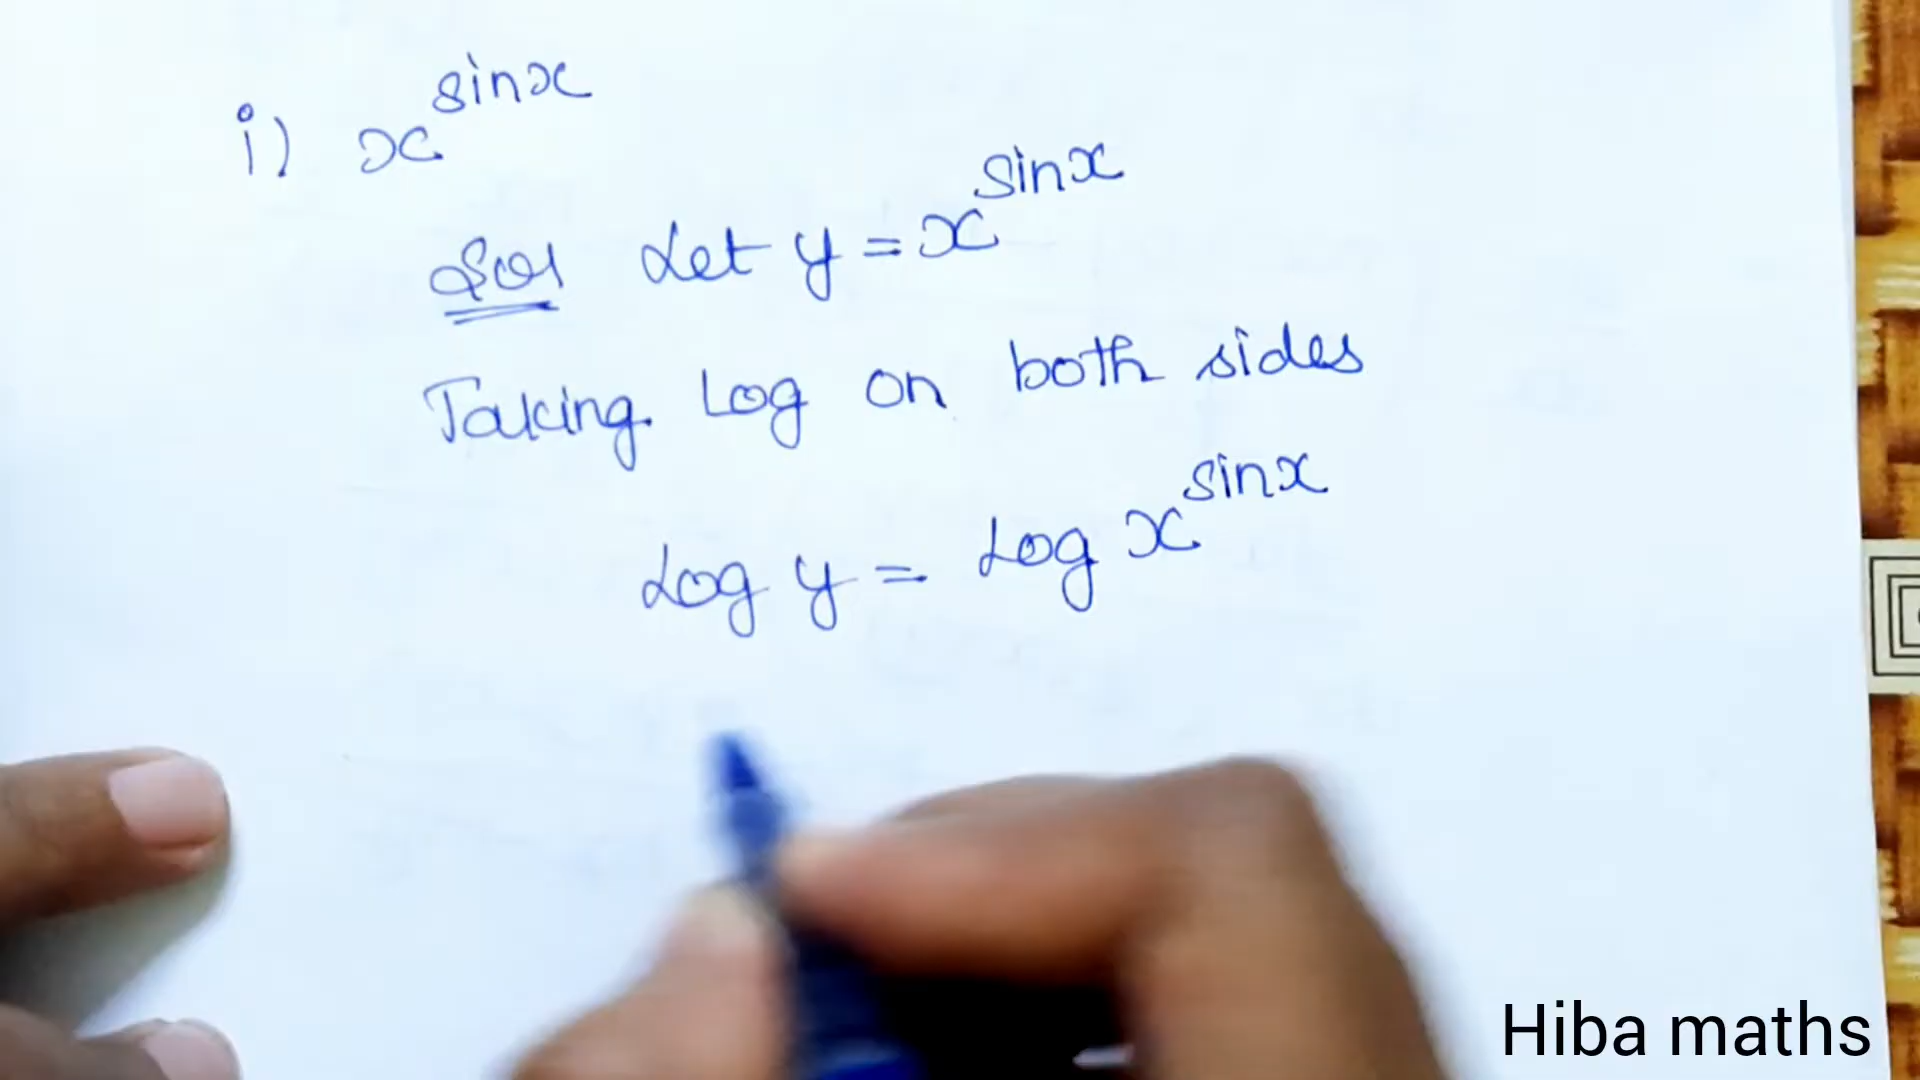 i) x^sinx
Sol Let y = x^sinx
Taking Log on both sides
Log y = Log x^sinx
Hiba maths